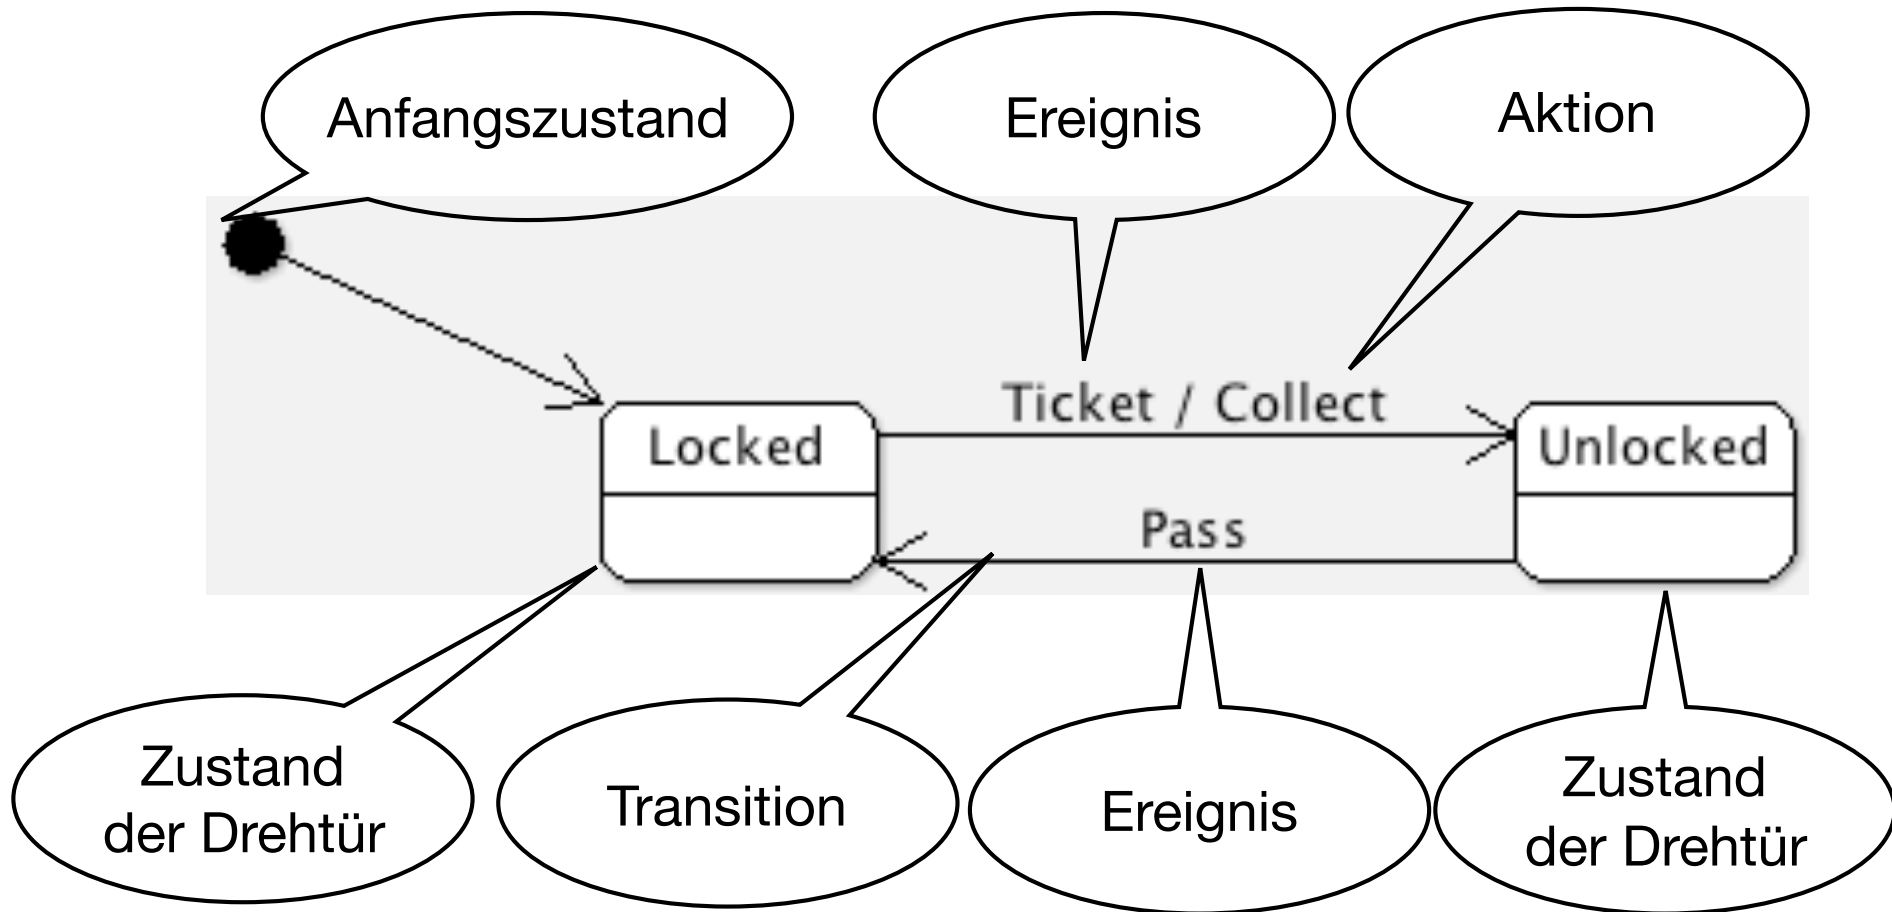 Anfangszustand
Ereignis
Aktion
Ticket / Collect
Locked
Unlocked
Pass
Zustand
der Drehtür
Transition
Ereignis
Zustand
der Drehtür